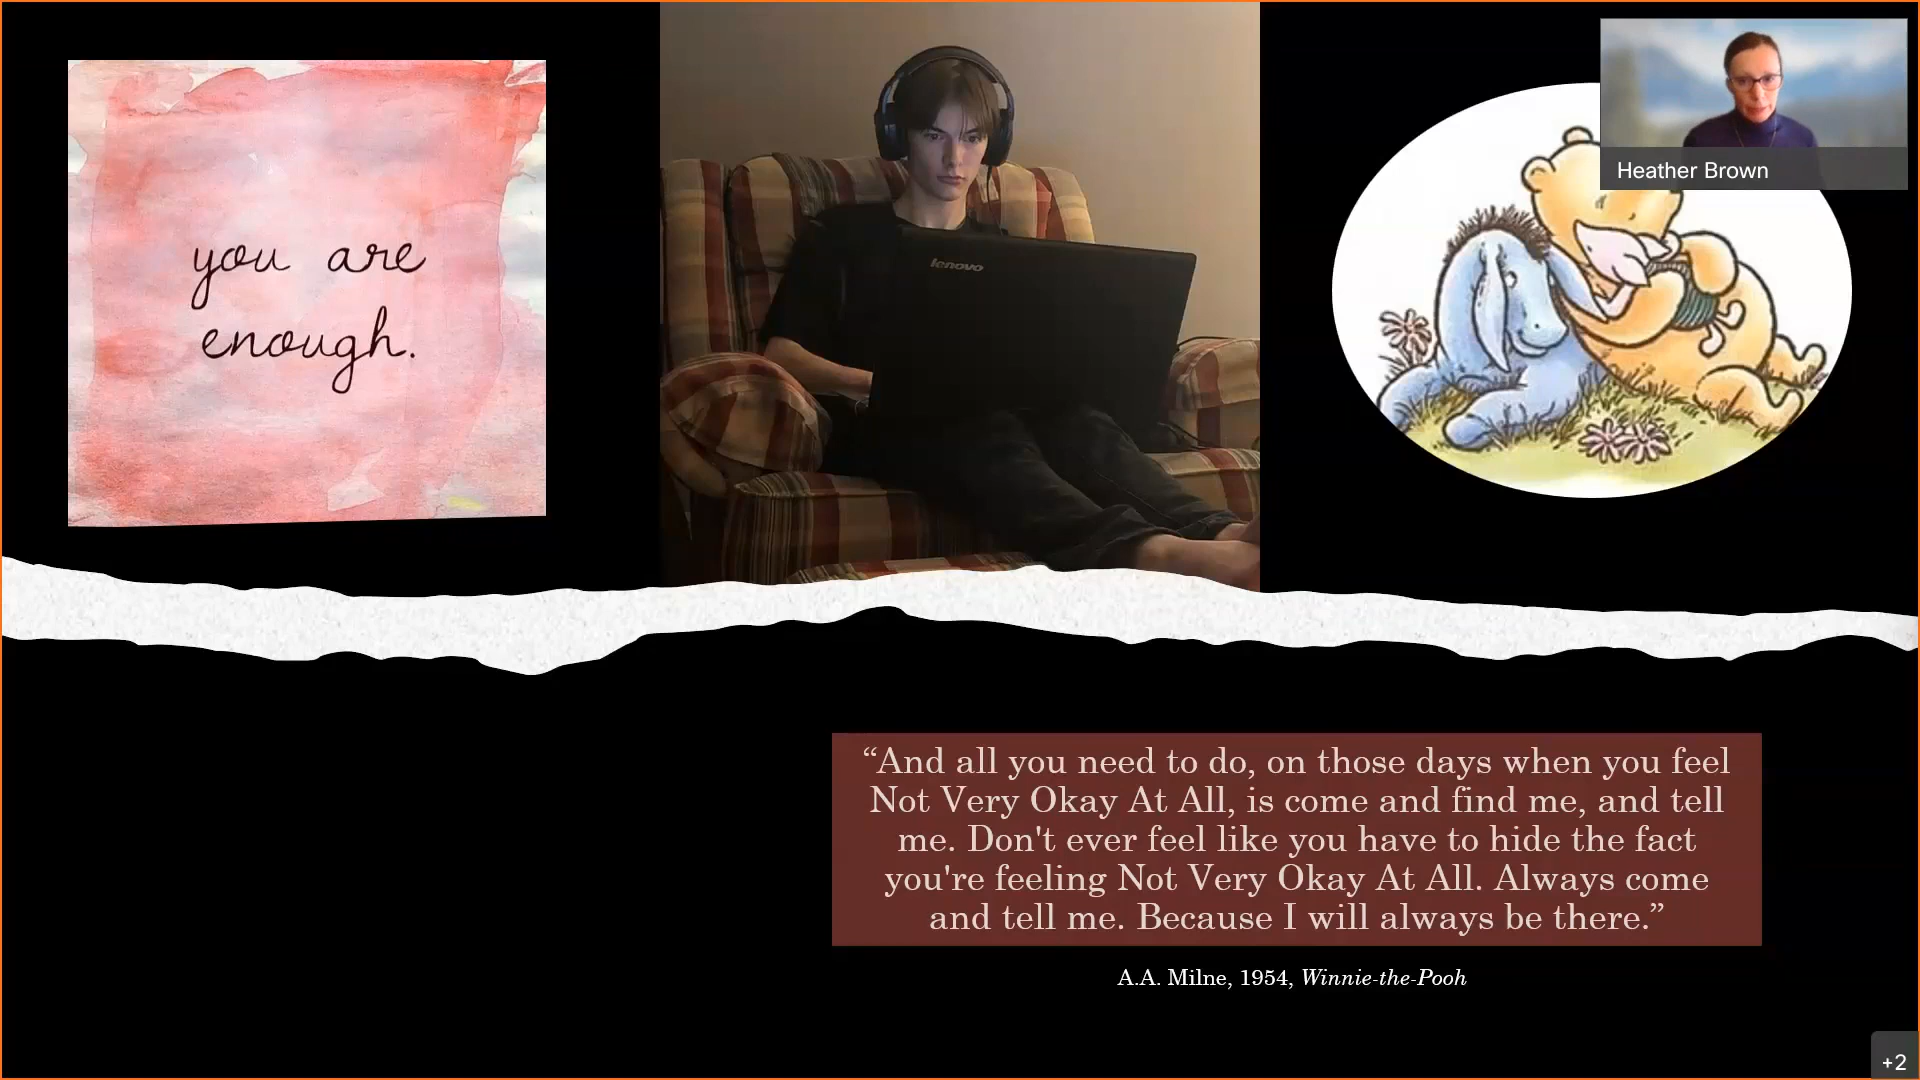 you are
enough.
lenovo
Heather Brown
“And all you need to do, on those days when you feel
Not Very Okay At All, is come and find me, and tell
me. Don't ever feel like you have to hide the fact
you're feeling Not Very Okay At All. Always come
and tell me. Because I will always be there.”
A.A. Milne, 1954, Winnie-the-Pooh
+2